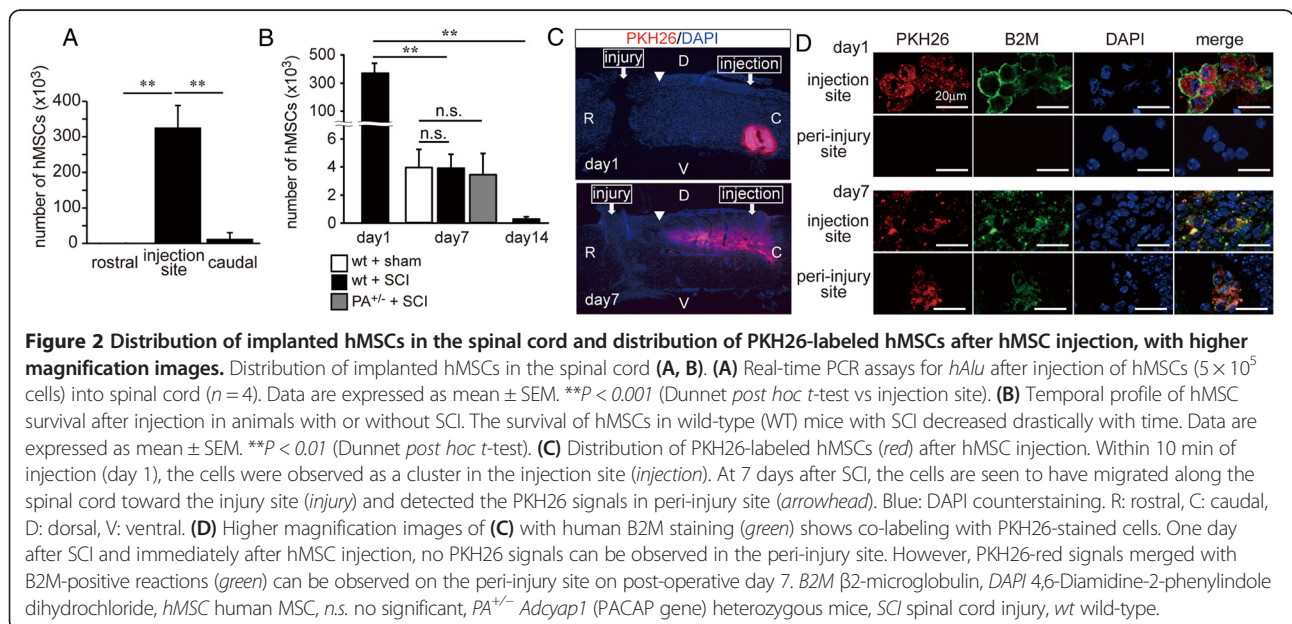 A
number of hMSCs (x10³)
400
300
200
100
0
** **
rostral injection site caudal
B
number of hMSCs (x10³)
500
400
300
6
4
2
0
**
**
n.s.
n.s.
day1 day7 day14
wt + sham
wt + SCI
PA+/- + SCI
C
PKH26/DAPI
injury D injection
R C
day1 V
injury D injection
R C
day7 V
D
day1 PKH26 B2M DAPI merge
injection site
20µm
peri-injury site
day7
injection site
peri-injury site
Figure 2 Distribution of implanted hMSCs in the spinal cord and distribution of PKH26-labeled hMSCs after hMSC injection, with higher
magnification images. Distribution of implanted hMSCs in the spinal cord (A, B). (A) Real-time PCR assays for hAlu after injection of hMSCs (5 × 10⁵
cells) into spinal cord (n = 4). Data are expressed as mean ± SEM. **P < 0.001 (Dunnet post hoc t-test vs injection site). (B) Temporal profile of hMSC
survival after injection in animals with or without SCI. The survival of hMSCs in wild-type (WT) mice with SCI decreased drastically with time. Data are
expressed as mean ± SEM. **P < 0.01 (Dunnet post hoc t-test). (C) Distribution of PKH26-labeled hMSCs (red) after hMSC injection. Within 10 min of
injection (day 1), the cells were observed as a cluster in the injection site (injection). At 7 days after SCI, the cells are seen to have migrated along the
spinal cord toward the injury site (injury) and detected the PKH26 signals in peri-injury site (arrowhead). Blue: DAPI counterstaining. R: rostral, C: caudal,
D: dorsal, V: ventral. (D) Higher magnification images of (C) with human B2M staining (green) shows co-labeling with PKH26-stained cells. One day
after SCI and immediately after hMSC injection, no PKH26 signals can be observed in the peri-injury site. However, PKH26-red signals merged with
B2M-positive reactions (green) can be observed on the peri-injury site on post-operative day 7. B2M β2-microglobulin, DAPI 4,6-Diamidine-2-phenylindole
dihydrochloride, hMSC human MSC, n.s. no significant, PA+/− Adcyap1 (PACAP gene) heterozygous mice, SCI spinal cord injury, wt wild-type.